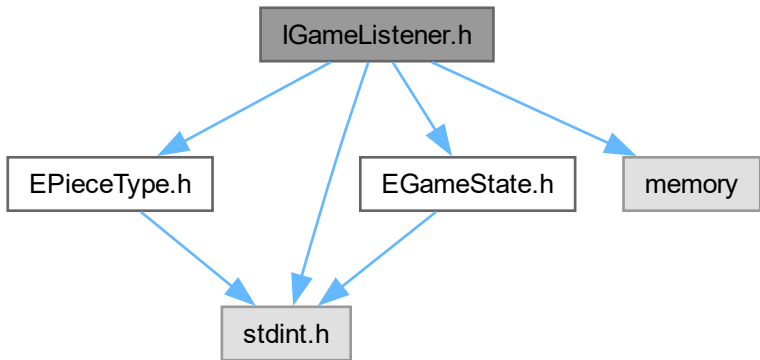 IGameListener.h
EPieceType.h
EGameState.h
memory
stdint.h